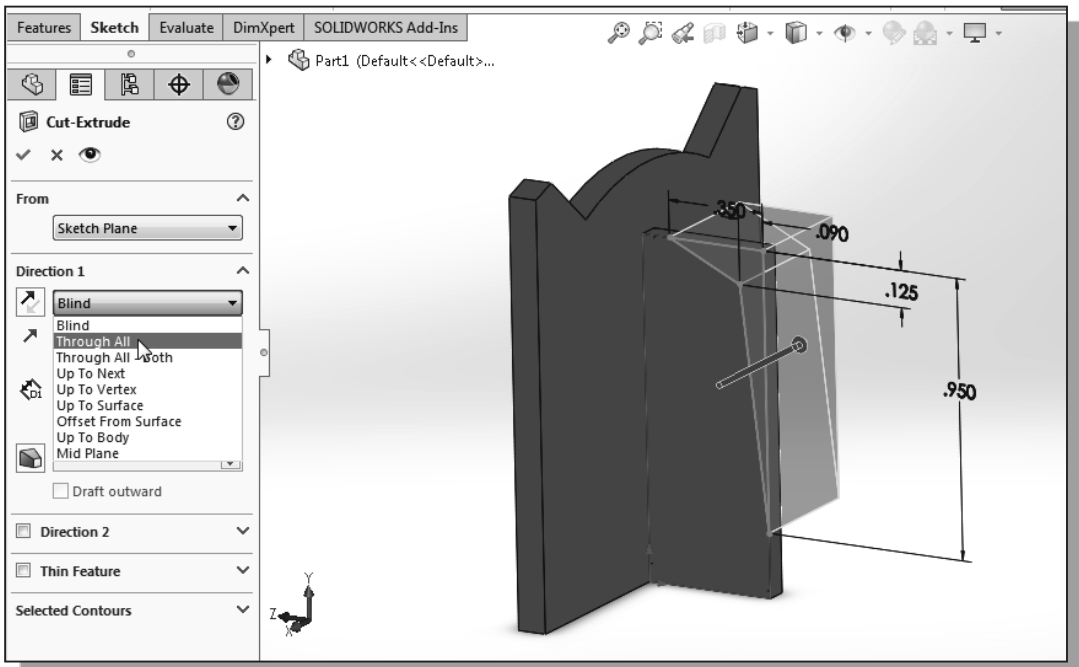 Features Sketch Evaluate DimXpert SOLIDWORKS Add-Ins
Part1 (Default<<Default>...
Cut-Extrude
From
Sketch Plane
Direction 1
Blind
Blind
Through All
Through All - Both
Up To Next
Up To Vertex
Up To Surface
Offset From Surface
Up To Body
Mid Plane
D1
Draft outward
Direction 2
Thin Feature
Selected Contours
.350
.090
.125
.950
Y
Z
X